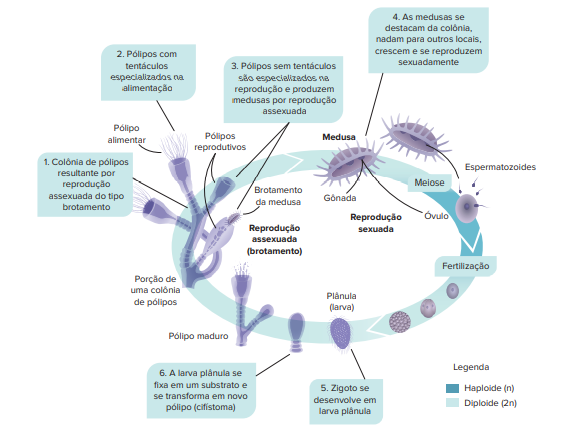 4. As medusas se
destacam da colônia,
nadam para outros locais,
crescem e se reproduzem
sexuadamente
2. Pólipos com
tentáculos
especializados na
alimentação
3. Pólipos sem tentáculos
são especializados na
reprodução e produzem
medusas por reprodução
assexuada
Pólipo
alimentar
Pólipos
reprodutivos
Medusa
1. Colônia de pólipos
resultante por
reprodução
assexuada do tipo
brotamento
Espermatozoides
Meiose
Brotamento
da medusa
Gônada
Óvulo
Reprodução
sexuada
Reprodução
assexuada
(brotamento)
Fertilização
Porção de
uma colônia
de pólipos
Plânula
(larva)
Pólipo maduro
6. A larva plânula se
fixa em um substrato e
se transforma em novo
pólipo (cifístoma)
5. Zigoto se
desenvolve em
larva plânula
Legenda
Haploide (n)
Diploide (2n)